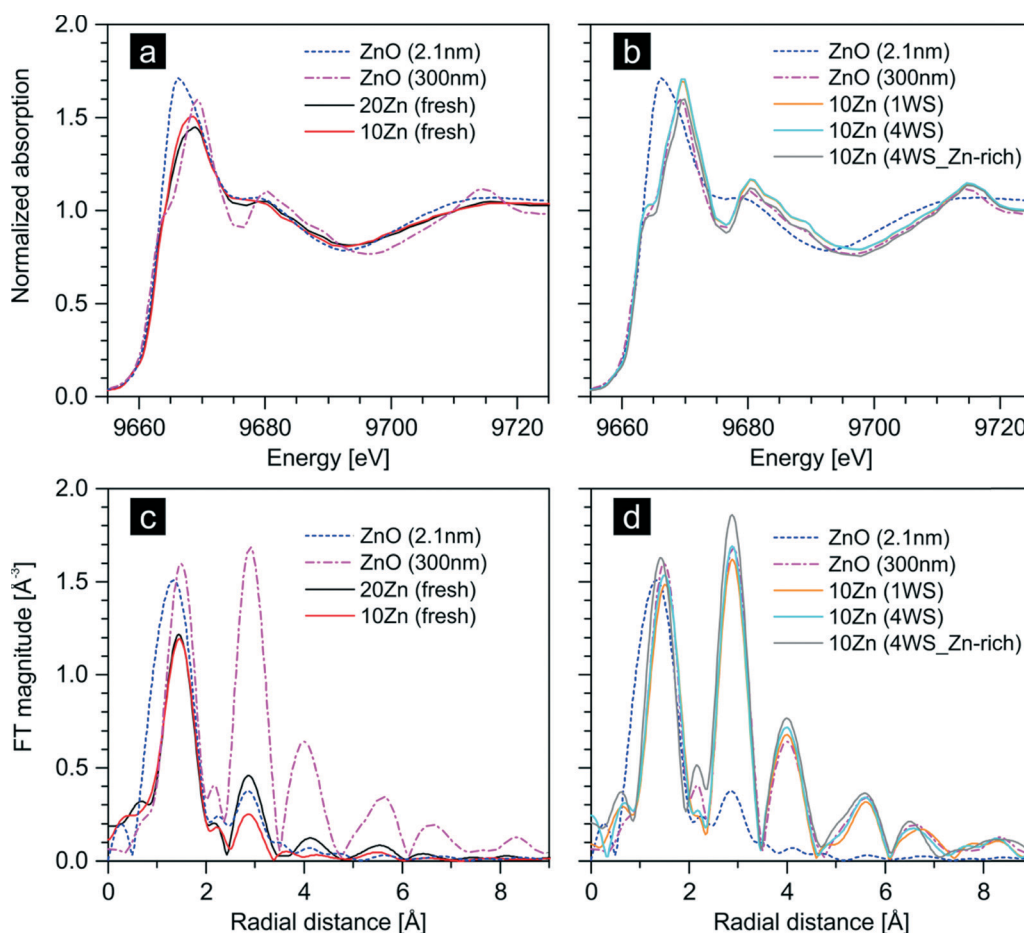 a
ZnO (2.1nm)
ZnO (300nm)
20Zn (fresh)
10Zn (fresh)
2.0
1.5
1.0
0.5
0.0
Normalized absorption
9660 9680 9700 9720
Energy [eV]
b
ZnO (2.1nm)
ZnO (300nm)
10Zn (1WS)
10Zn (4WS)
10Zn (4WS_Zn-rich)
9660 9680 9700 9720
Energy [eV]
c
ZnO (2.1nm)
ZnO (300nm)
20Zn (fresh)
10Zn (fresh)
2.0
1.5
1.0
0.5
0.0
FT magnitude [Å⁻³]
0 2 4 6 8
Radial distance [Å]
d
ZnO (2.1nm)
ZnO (300nm)
10Zn (1WS)
10Zn (4WS)
10Zn (4WS_Zn-rich)
0 2 4 6 8
Radial distance [Å]